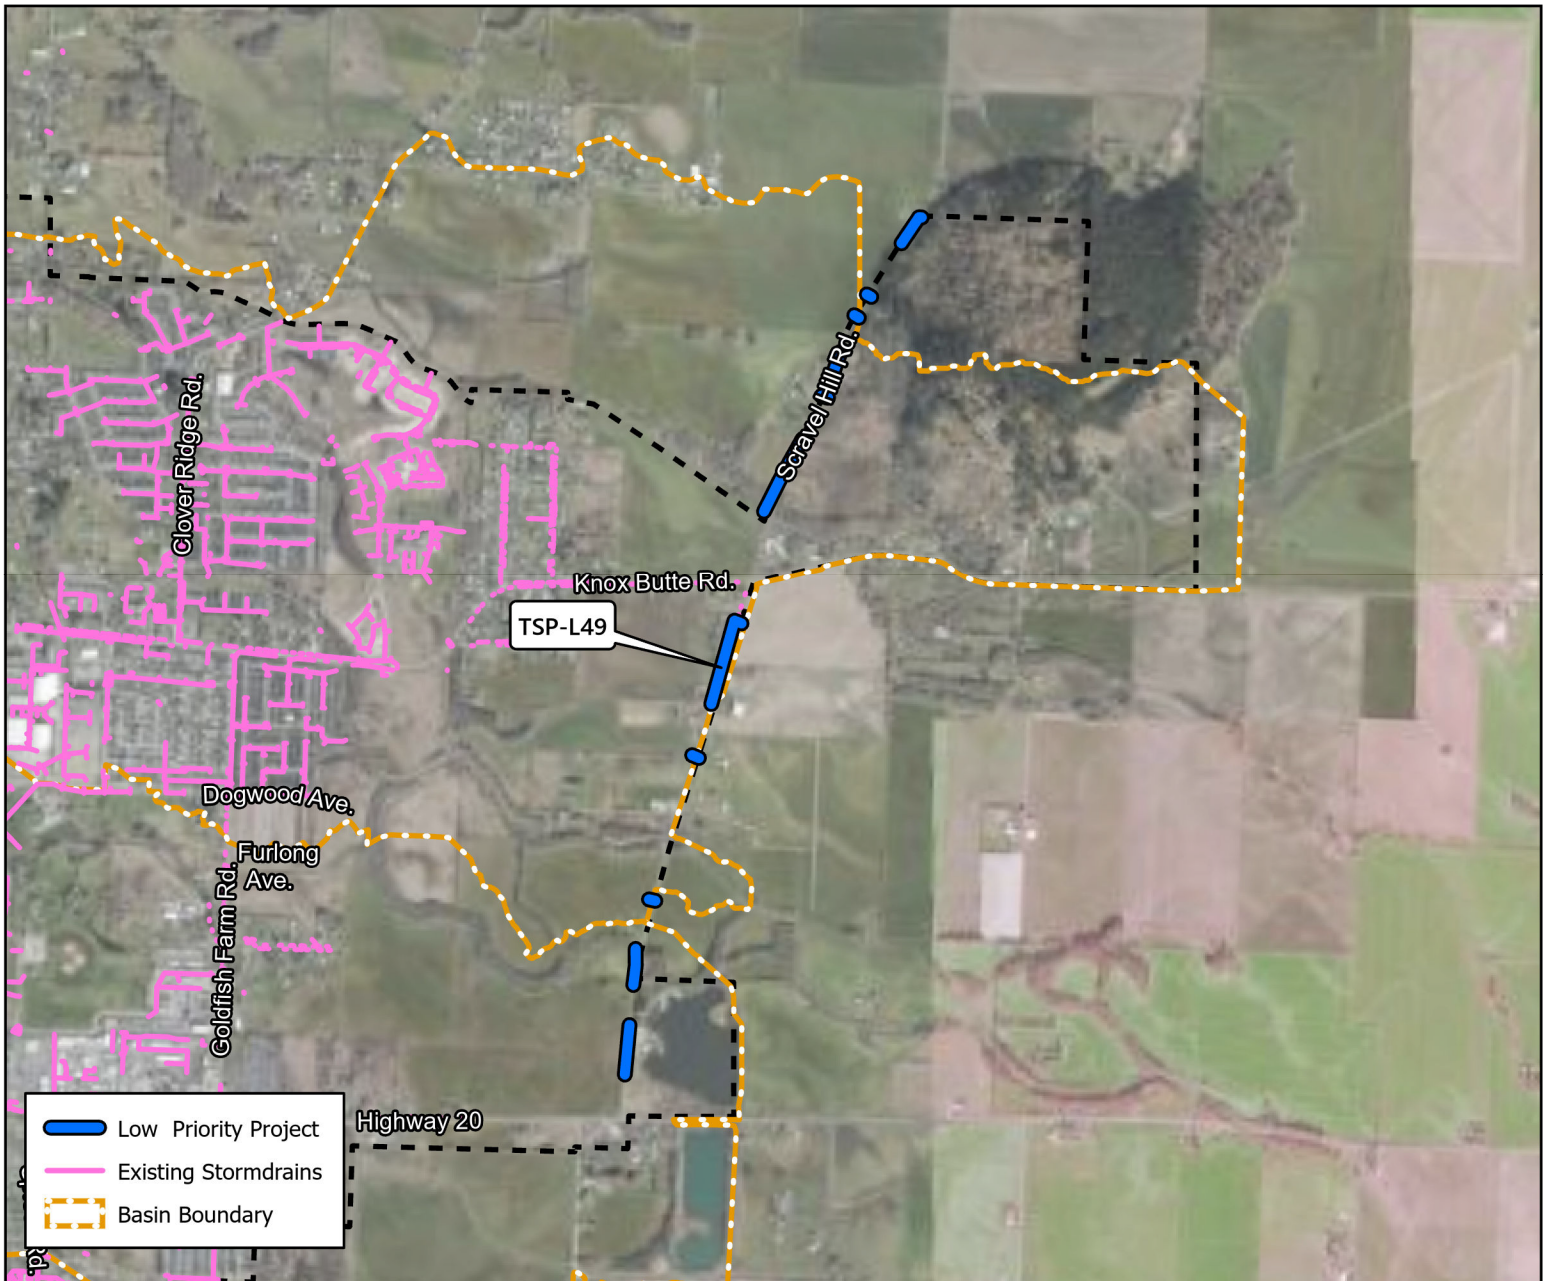 Scravel Hill Rd.
Clover Ridge Rd.
Knox Butte Rd.
TSP-L49
Dogwood Ave.
Furlong
Ave.
Goldfish Farm Rd.
Highway 20
Low Priority Project
Existing Stormdrains
Basin Boundary